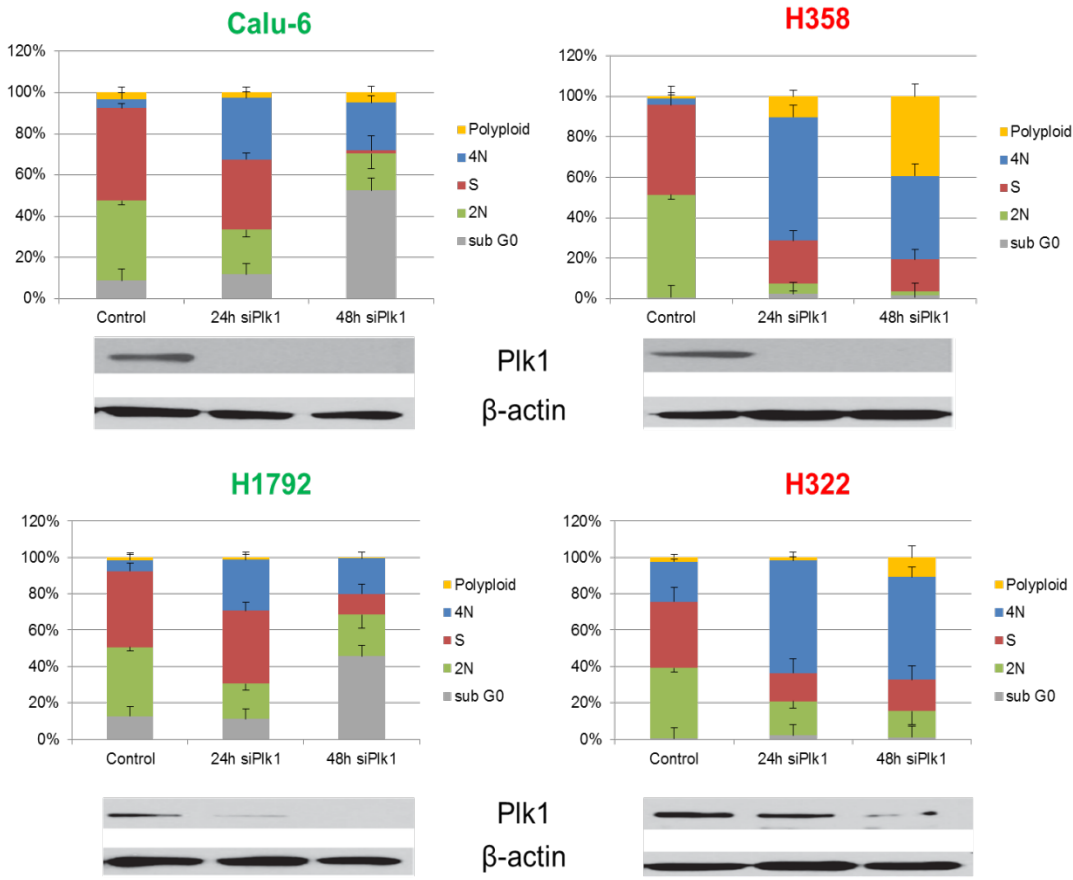 Calu-6
120%
100%
80%
60%
40%
20%
0%
Control
24h siPlk1
48h siPlk1
Polyploid
4N
S
2N
sub G0
H358
120%
100%
80%
60%
40%
20%
0%
Control
24h siPlk1
48h siPlk1
Polyploid
4N
S
2N
sub G0
Plk1
β-actin
H1792
120%
100%
80%
60%
40%
20%
0%
Control
24h siPlk1
48h siPlk1
Polyploid
4N
S
2N
sub G0
H322
120%
100%
80%
60%
40%
20%
0%
Control
24h siPlk1
48h siPlk1
Polyploid
4N
S
2N
sub G0
Plk1
β-actin